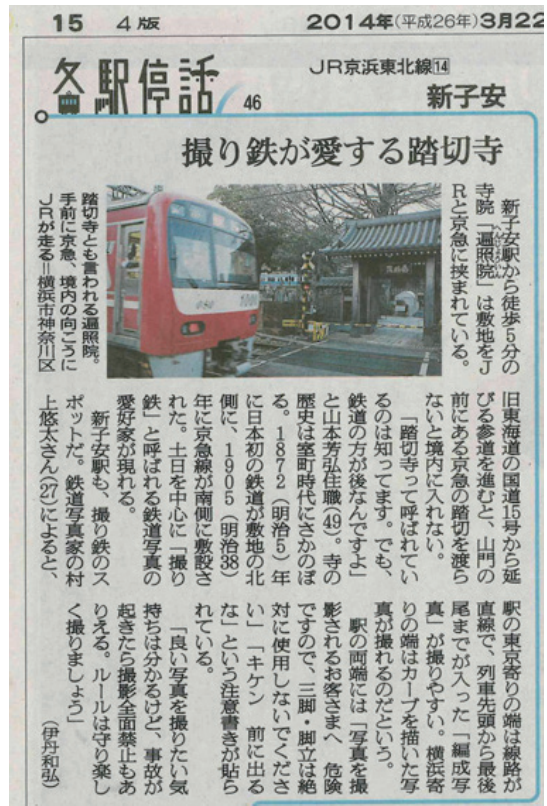 15 4版 2014年(平成26年)3月22
各駅停話 46
JR京浜東北線14
新子安
撮り鉄が愛する踏切寺
新子安駅から徒歩5分の
寺院「遍照院」は敷地をJ
へんしょういん
Rと京急に挟まれている。
踏切寺とも言われる遍照院。
手前に京急、境内の向こうに
JRが走る=横浜市神奈川区
旧東海道の国道15号から延
びる参道を進むと、山門の
前にある京急の踏切を渡ら
ないと境内に入れない。
「踏切寺って呼ばれてい
るのは知ってます。でも、
鉄道の方が後なんですよ」
と山本芳弘住職(49)。寺の
歴史は室町時代にさかのぼ
る。1872(明治5)年
に日本初の鉄道が敷地の北
側に、1905(明治38)
年に京急線が南側に敷設さ
れた。土日を中心に「撮り
鉄」と呼ばれる鉄道写真の
愛好家が現れる。
新子安駅も、撮り鉄のス
ポットだ。鉄道写真家の村
上悠太さん(27)によると、
駅の東京寄りの端は線路が
直線で、列車先頭から最後
尾までが入った「編成写
真」が撮りやすい。横浜寄
りの端はカーブを描いた写
真が撮れるのだという。
駅の両端には「写真を撮
影されるお客さまへ 危険
ですので、三脚・脚立は絶
対に使用しないでくださ
い」「キケン 前に出る
な」という注意書きが貼ら
れている。
「良い写真を撮りたい気
持ちは分かるけど、事故が
起きたら撮影全面禁止もあ
りえる。ルールは守り楽し
く撮りましょう」
(伊丹和弘)